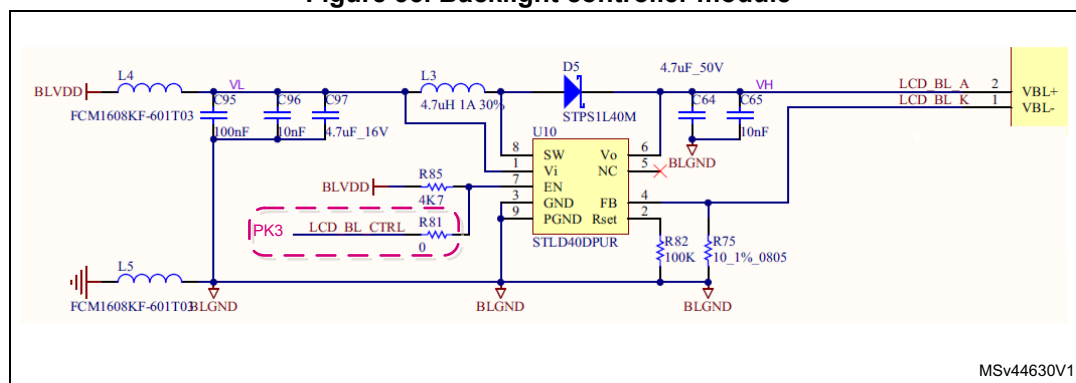 Figure 30. Backlight controller module
L4
BLVDD
VL
FCM1608KF-601T03
C95
100nF
C96
10nF
C97
4.7uF_16V
L3
4.7uH 1A 30%
D5
STPS1L40M
4.7uF_50V
C64
VH
C65
10nF
BLGND
LCD_BL_A
LCD_BL_K
2
1
VBL+
VBL-
U10
8 SW Vo 6
1 Vi NC 5
7 EN
3 GND FB 4
9 PGND Rset 2
STLD40DPUR
BLVDD
R85
4K7
PK3
LCD_BL_CTRL
R81
0
R82
100K
R75
10_1%_0805
L5
FCM1608KF-601T03
BLGND
BLGND
BLGND
MSv44630V1